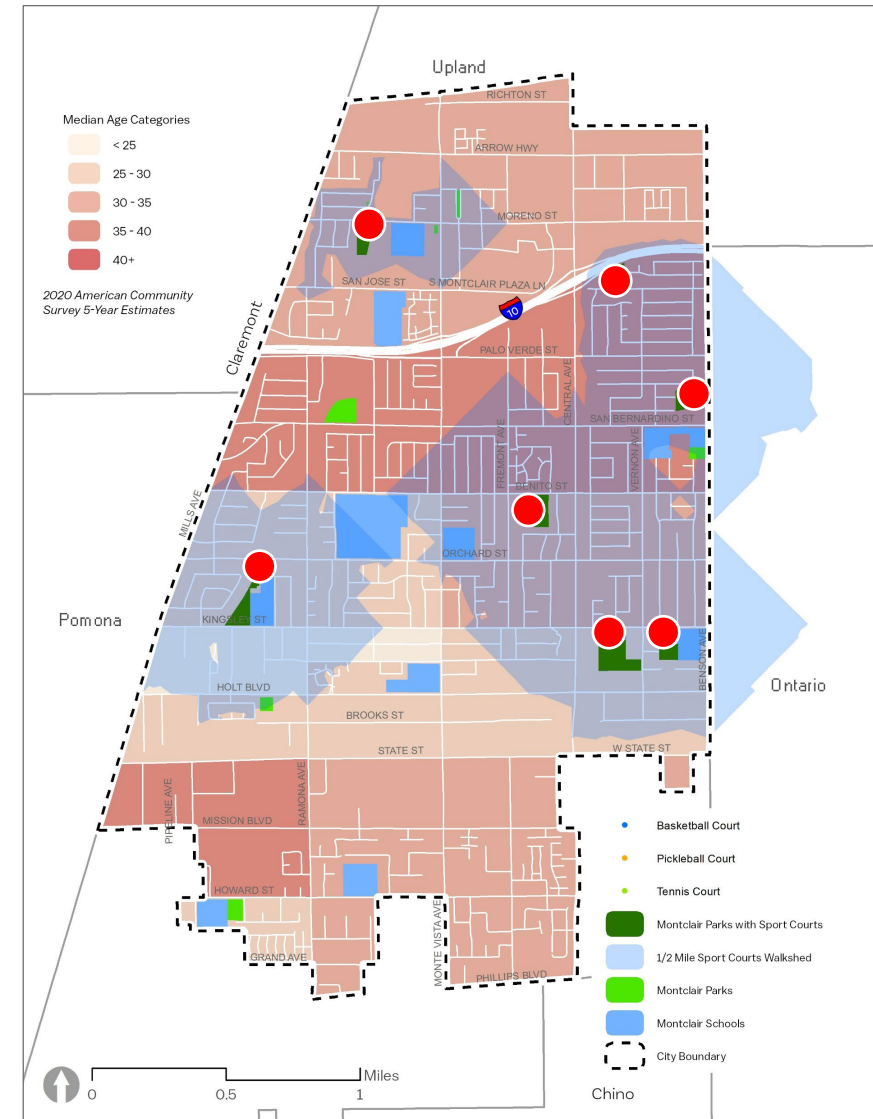 Upland
RICHTON ST
Median Age Categories
< 25
25 - 30
30 - 35
35 - 40
40+
2020 American Community
Survey 5-Year Estimates
ARROW HWY
MORENO ST
SAN JOSE ST
S MONTCLAIR PLAZA LN
10
Claremont
PALO VERDE ST
CENTRAL AVE
SAN BERNARDINO ST
FREMONT AVE
VERNON AVE
BENITO ST
MILLS AVE
ORCHARD ST
Pomona
KINGSLEY ST
BENSON AVE
Ontario
HOLT BLVD
BROOKS ST
STATE ST
W STATE ST
PIPELINE AVE
RAMONA AVE
MISSION BLVD
HOWARD ST
MONTE VISTA AVE
GRAND AVE
PHILLIPS BLVD
Basketball Court
Pickleball Court
Tennis Court
Montclair Parks with Sport Courts
1/2 Mile Sport Courts Walkshed
Montclair Parks
Montclair Schools
City Boundary
Miles
0
0.5
1
Chino